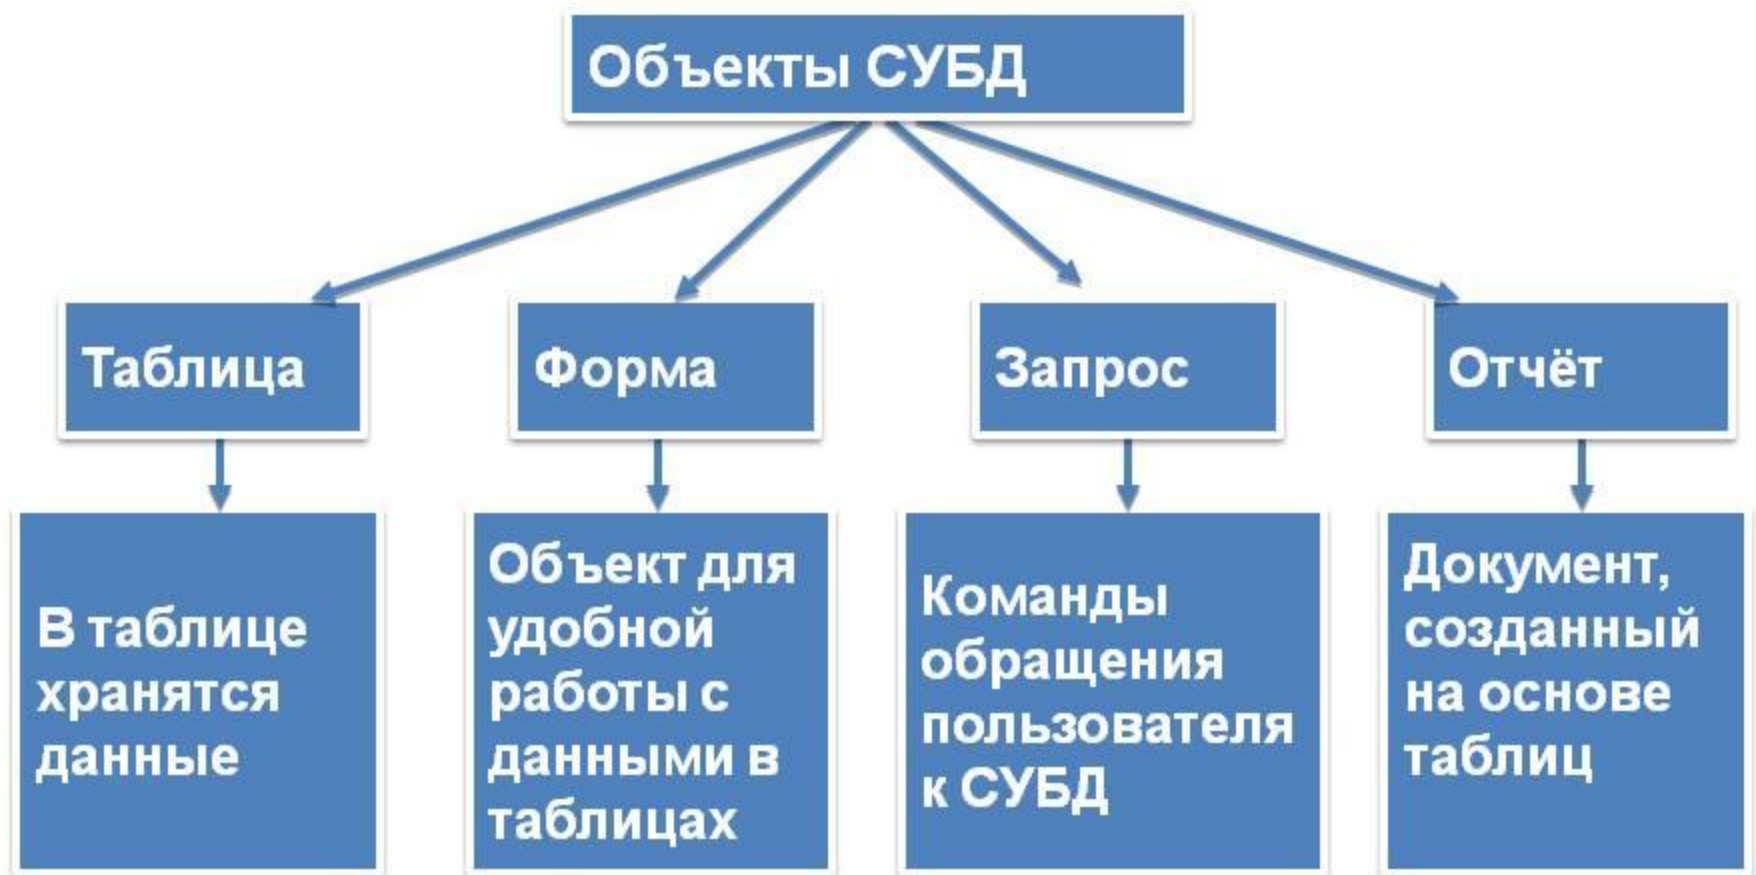 Объекты СУБД
Таблица
Форма
Запрос
Отчёт
В таблице
хранятся
данные
Объект для
удобной
работы с
данными в
таблицах
Команды
обращения
пользователя
к СУБД
Документ,
созданный
на основе
таблиц